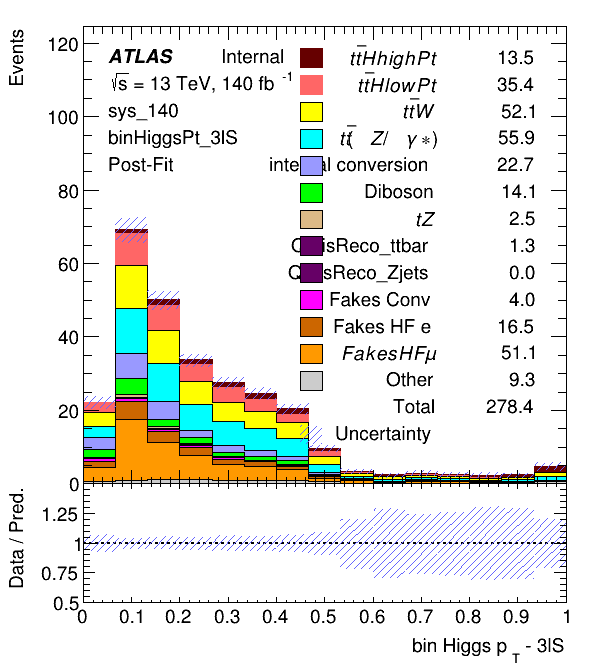 Events
120
100
80
60
40
20
0
ATLAS Internal
√s = 13 TeV, 140 fb -1
sys_140
binHiggsPt_3lS
Post-Fit
tt̅HhighPt 13.5
tt̅HlowPt 35.4
tt̅W 52.1
tt̅( Z/ γ*) 55.9
internal conversion 22.7
Diboson 14.1
tZ 2.5
QmisReco_ttbar 1.3
QmisReco_Zjets 0.0
Fakes Conv 4.0
Fakes HF e 16.5
FakesHFμ 51.1
Other 9.3
Total 278.4
Uncertainty
Data / Pred.
1.25
1
0.75
0.5
0 0.1 0.2 0.3 0.4 0.5 0.6 0.7 0.8 0.9 1
bin Higgs p T - 3lS